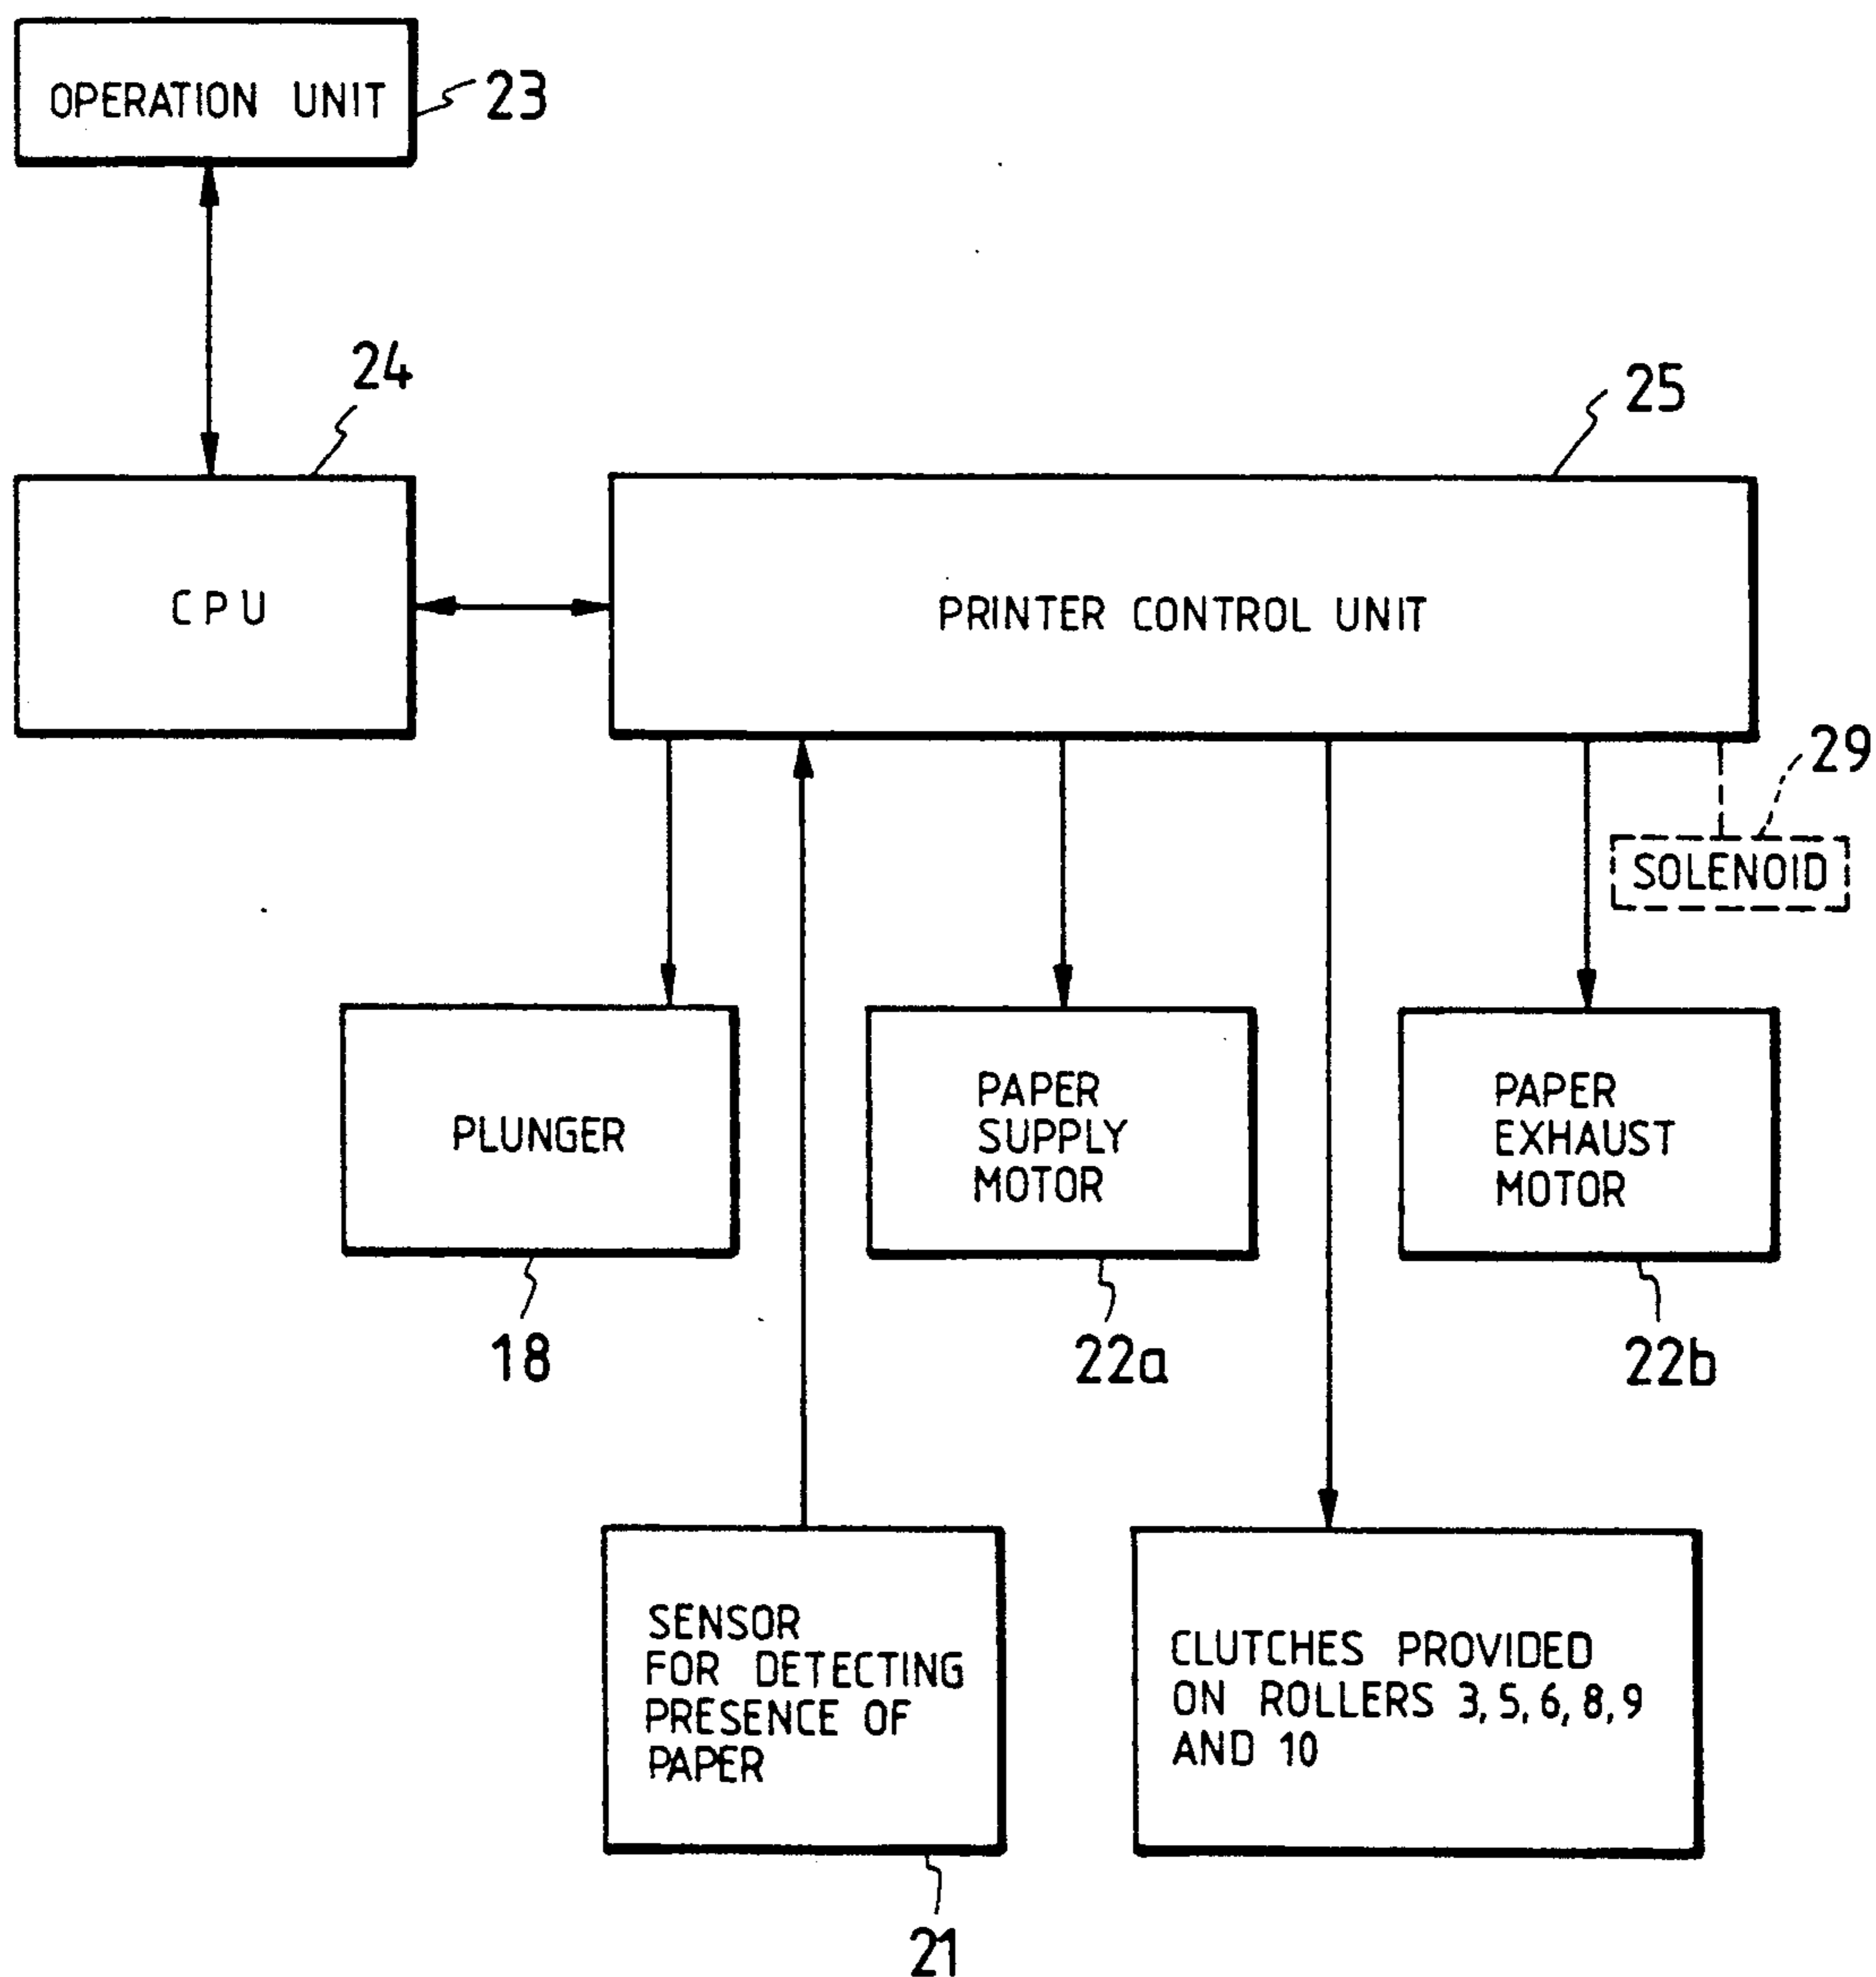 OPERATION UNIT
23
24
CPU
25
PRINTER CONTROL UNIT
29
SOLENOID
PLUNGER
18
PAPER
SUPPLY
MOTOR
22a
PAPER
EXHAUST
MOTOR
22b
SENSOR
FOR DETECTING
PRESENCE OF
PAPER
21
CLUTCHES PROVIDED
ON ROLLERS 3, 5, 6, 8, 9
AND 10